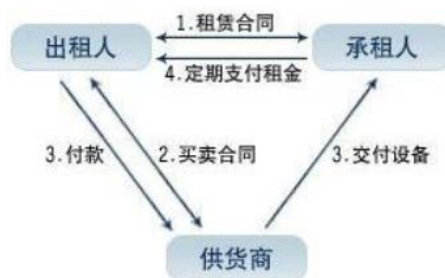 1.租赁合同
出租人
承租人
4.定期支付租金
3.付款
2.买卖合同
3.交付设备
供货商